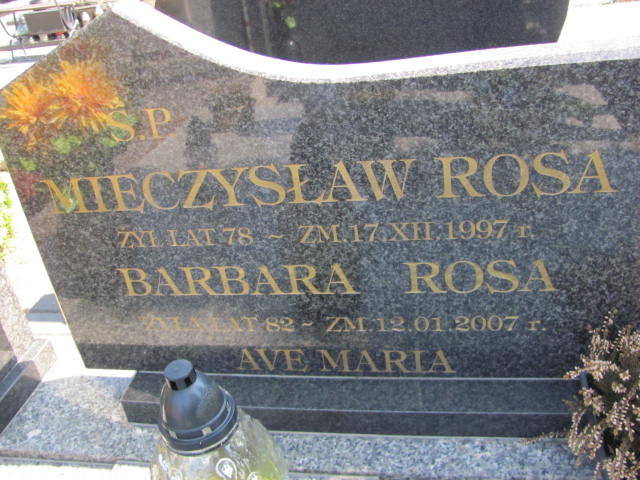 Ś.P.
MIECZYSŁAW ROSA
ŻYŁ LAT 78 ~ ZM.17.XII.1997 r.
BARBARA ROSA
ŻYŁA LAT 82 ~ ZM.12.01.2007 r.
AVE MARIA